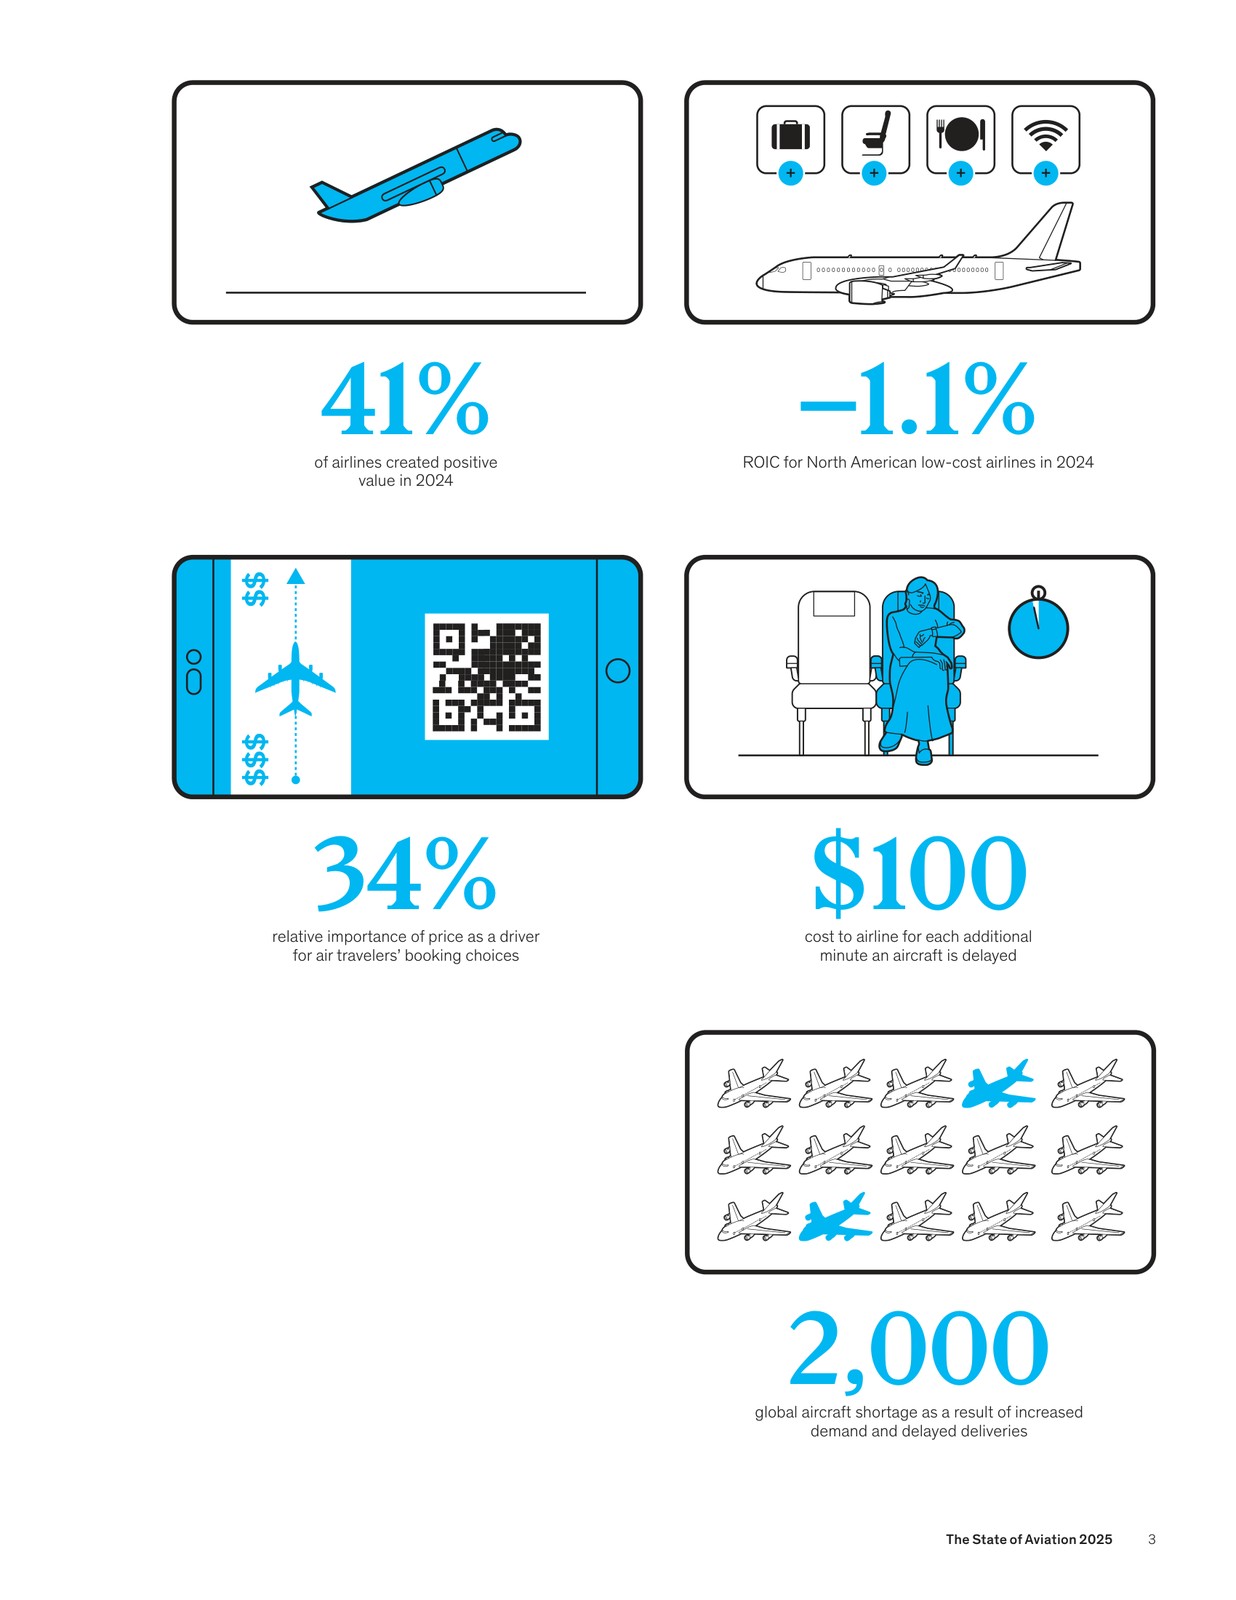 + + + +
41%
of airlines created positive
value in 2024
–1.1%
ROIC for North American low-cost airlines in 2024
$$
$$$
34%
relative importance of price as a driver
for air travelers’ booking choices
$100
cost to airline for each additional
minute an aircraft is delayed
2,000
global aircraft shortage as a result of increased
demand and delayed deliveries
The State of Aviation 2025 3